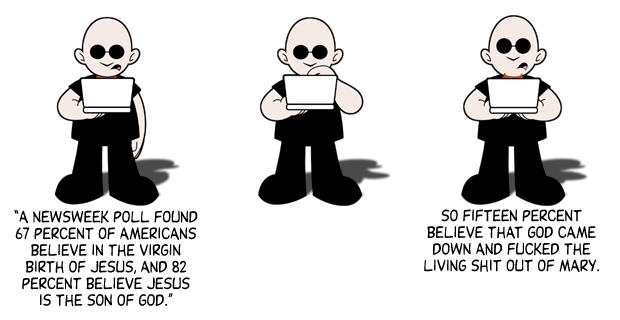 "A NEWSWEEK POLL FOUND
67 PERCENT OF AMERICANS
BELIEVE IN THE VIRGIN
BIRTH OF JESUS, AND 82
PERCENT BELIEVE JESUS
IS THE SON OF GOD."
SO FIFTEEN PERCENT
BELIEVE THAT GOD CAME
DOWN AND FUCKED THE
LIVING SHIT OUT OF MARY.